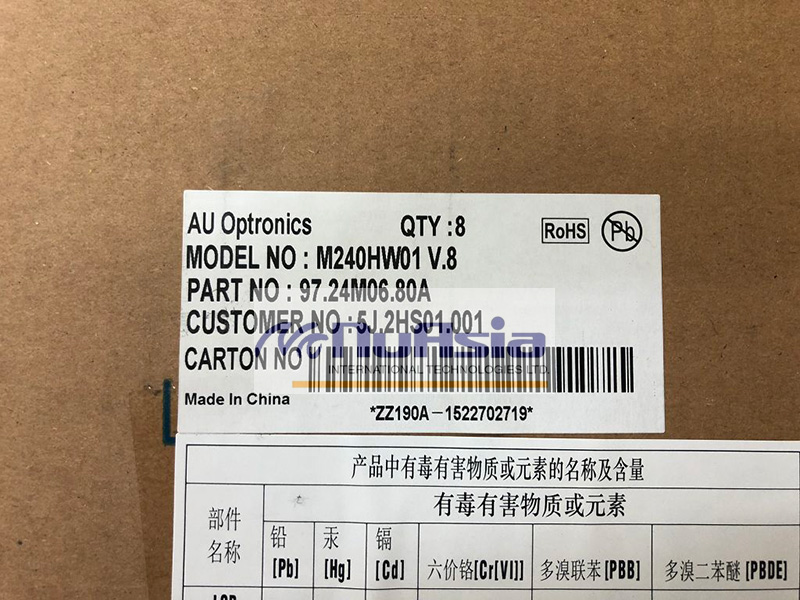 AU Optronics QTY :8 RoHS Pb
MODEL NO : M240HW01 V.8
PART NO : 97.24M06.80A
CUSTOMER NO :5J.2HS01.001
NuAsia
CARTON NO
INTERNATIONAL TECHNOLOGIES LTD.
Made In China
*ZZ190A-1522702719*
产品中有毒有害物质或元素的名称及含量
部件名称 有毒有害物质或元素
铅[Pb] 汞[Hg] 镉[Cd] 六价铬[Cr[VI]] 多溴联苯[PBB] 多溴二苯醚[PBDE]